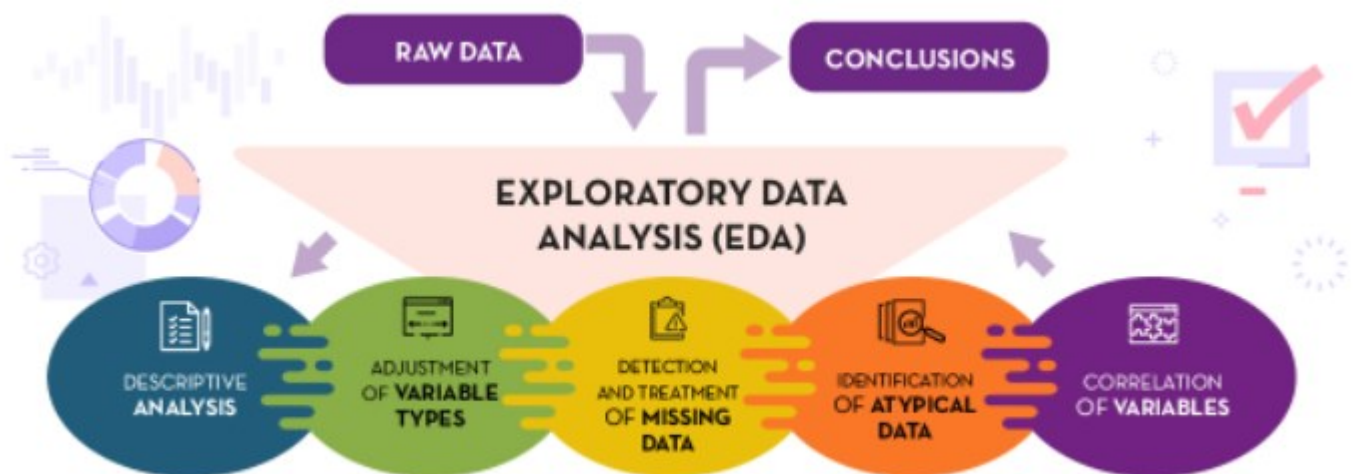 RAW DATA
CONCLUSIONS
EXPLORATORY DATA
ANALYSIS (EDA)
DESCRIPTIVE
ANALYSIS
ADJUSTMENT
OF VARIABLE
TYPES
DETECTION
AND TREATMENT
OF MISSING
DATA
IDENTIFICATION
OF ATYPICAL
DATA
CORRELATION
OF VARIABLES